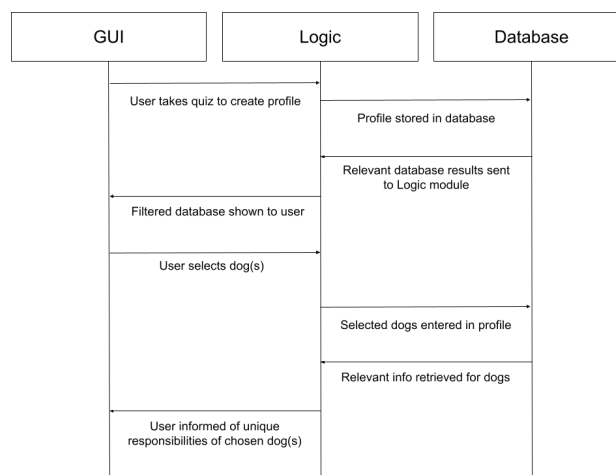 GUI
Logic
Database
User takes quiz to create profile
Profile stored in database
Relevant database results sent
to Logic module
Filtered database shown to user
User selects dog(s)
Selected dogs entered in profile
Relevant info retrieved for dogs
User informed of unique
responsibilities of chosen dog(s)